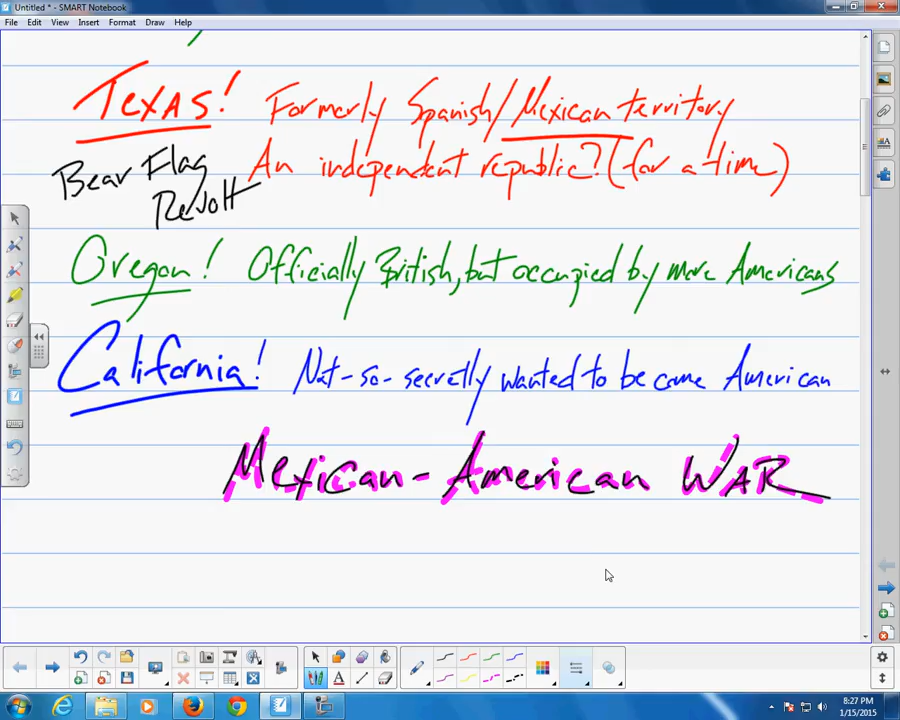 Untitled * - SMART Notebook
File Edit View Insert Format Draw Help
Texas! Formerly Spanish/Mexican territory
An independent republic? (for a time)
Bear Flag
Revolt
Oregon! Officially British, but occupied by more Americans
California! Not-so-secretly wanted to become American
Mexican-American WAR
8:27 PM
1/15/2015